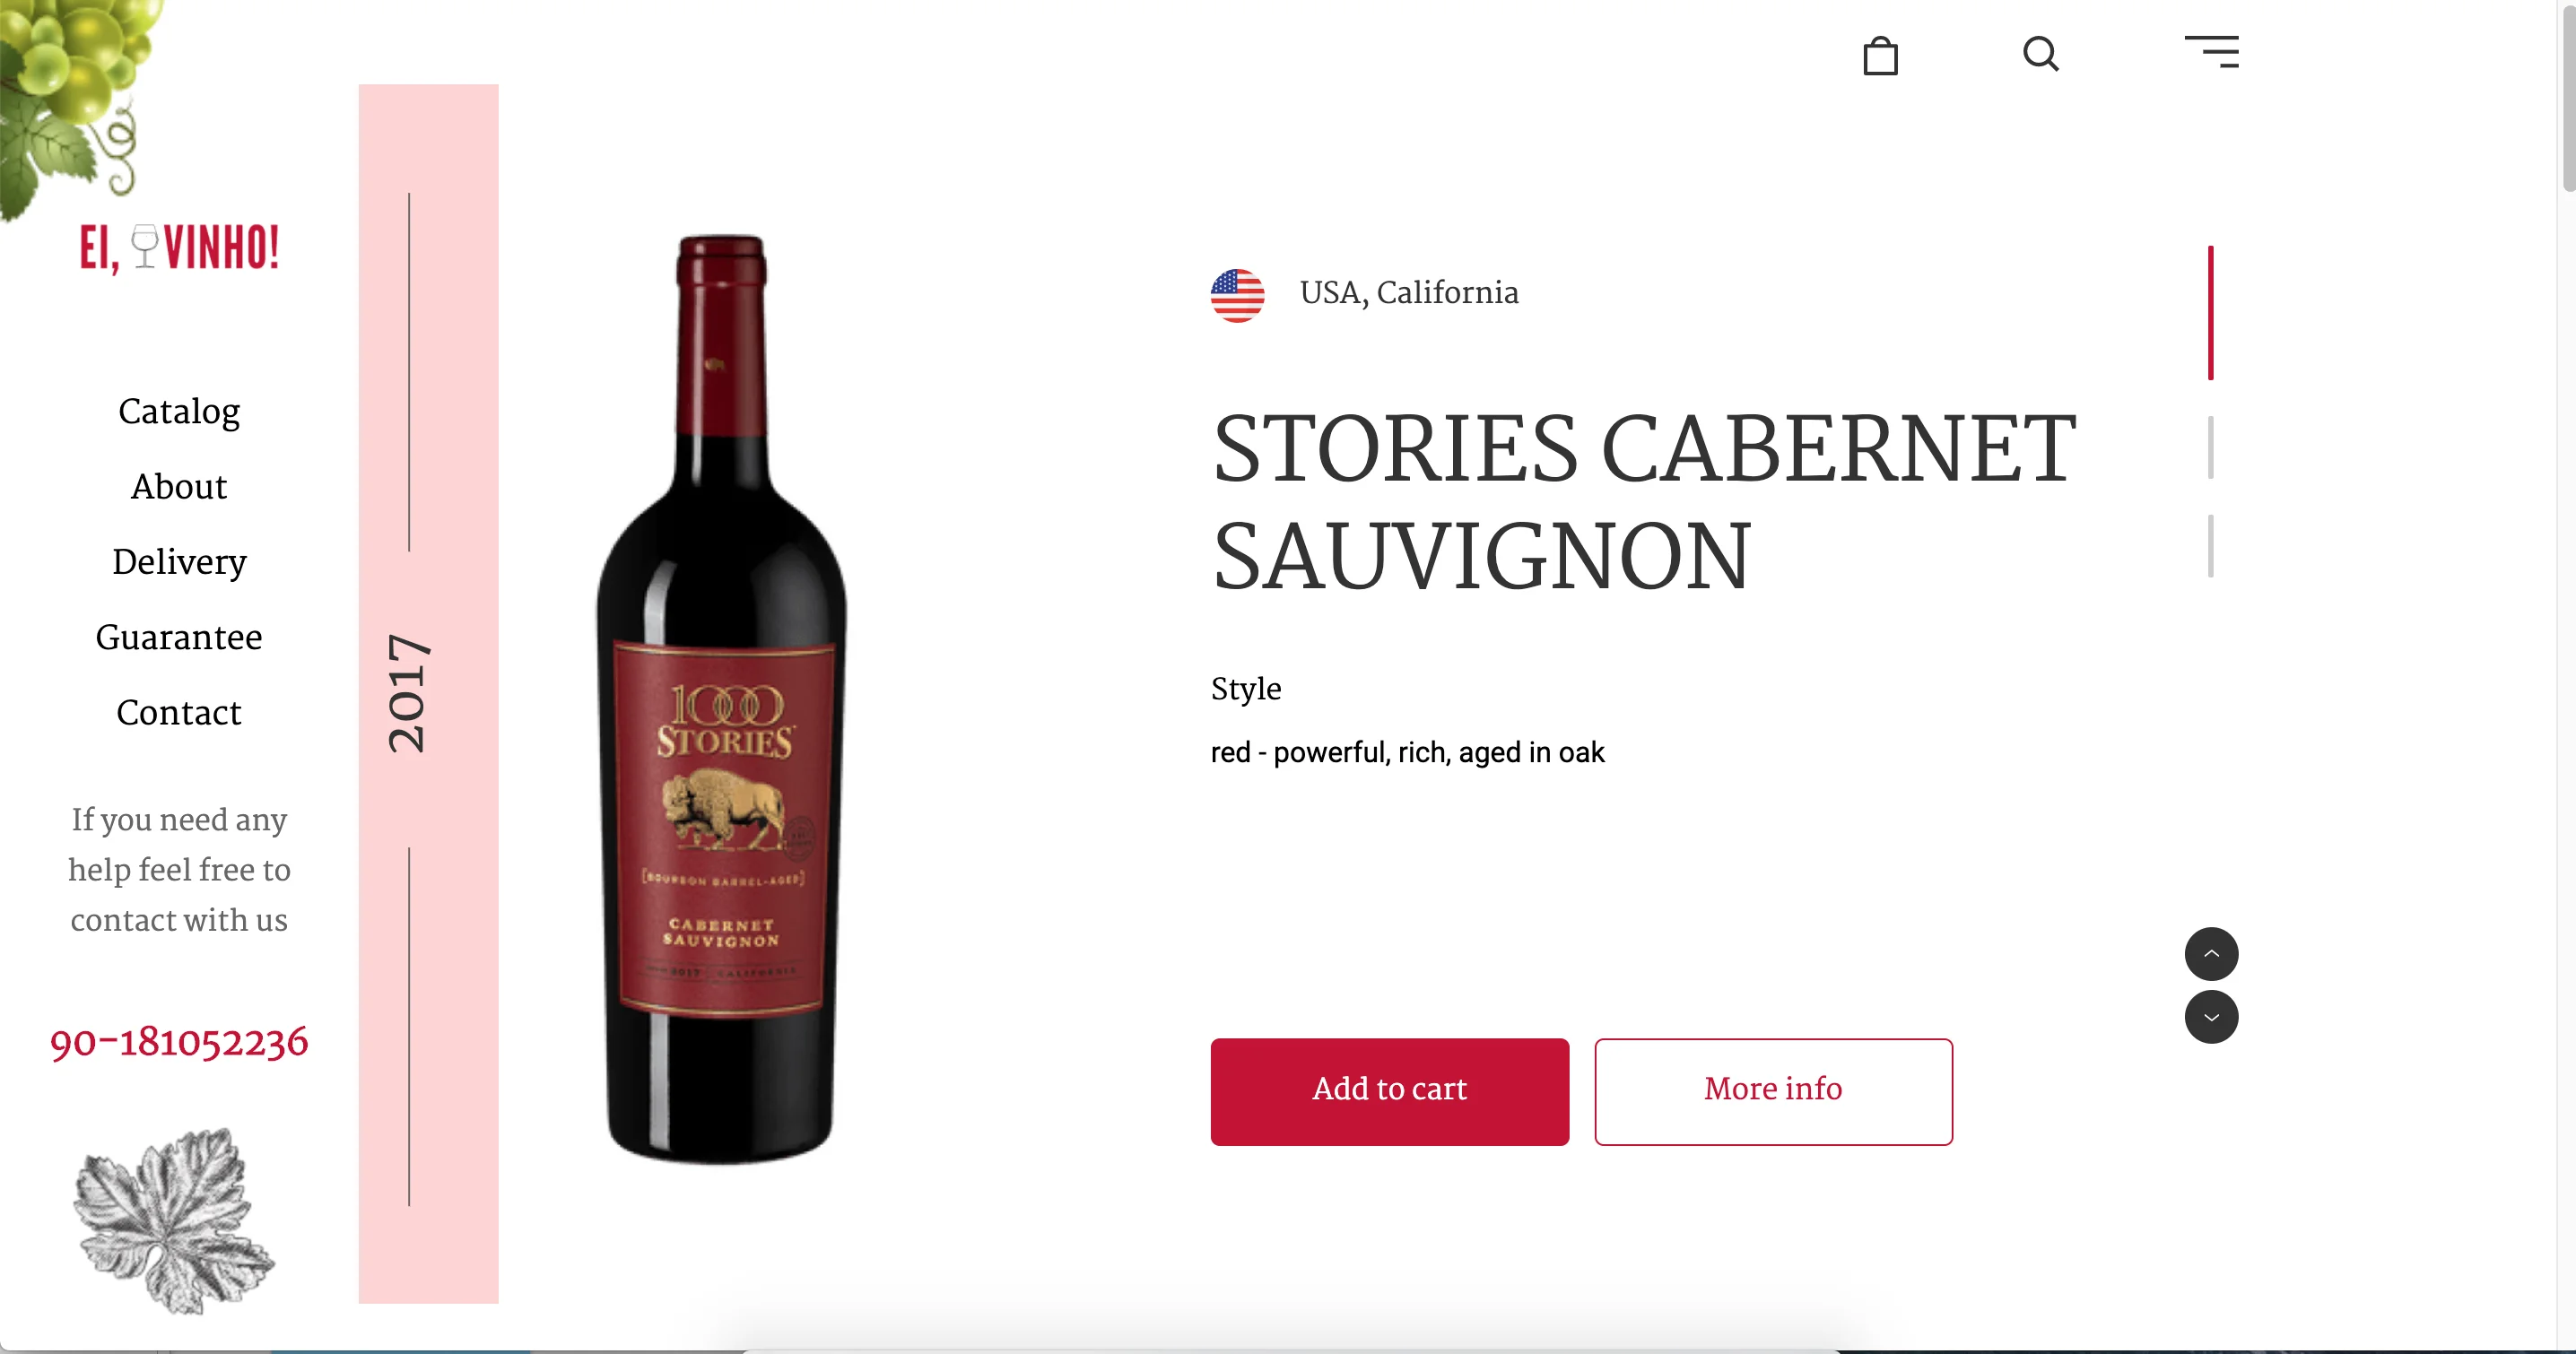 EI, VINHO!
Catalog
About
Delivery
Guarantee
Contact
If you need any
help feel free to
contact with us
90-181052236
2017
1000
STORIES
[BOURBON BARREL-AGED]
CABERNET
SAUVIGNON
2017 CALIFORNIA
USA, California
STORIES CABERNET
SAUVIGNON
Style
red - powerful, rich, aged in oak
Add to cart
More info